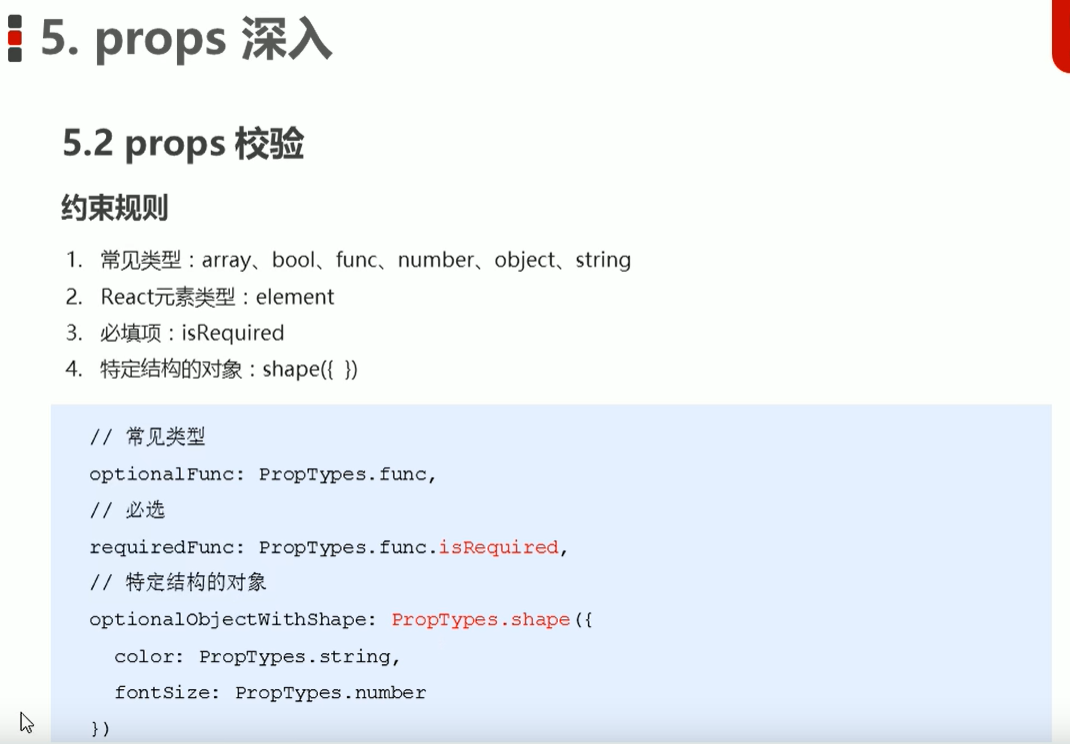 5. props 深入
5.2 props 校验
约束规则
1. 常见类型：array、bool、func、number、object、string
2. React元素类型：element
3. 必填项：isRequired
4. 特定结构的对象：shape({ })
// 常见类型
optionalFunc: PropTypes.func,
// 必选
requiredFunc: PropTypes.func.isRequired,
// 特定结构的对象
optionalObjectWithShape: PropTypes.shape({
  color: PropTypes.string,
  fontSize: PropTypes.number
})